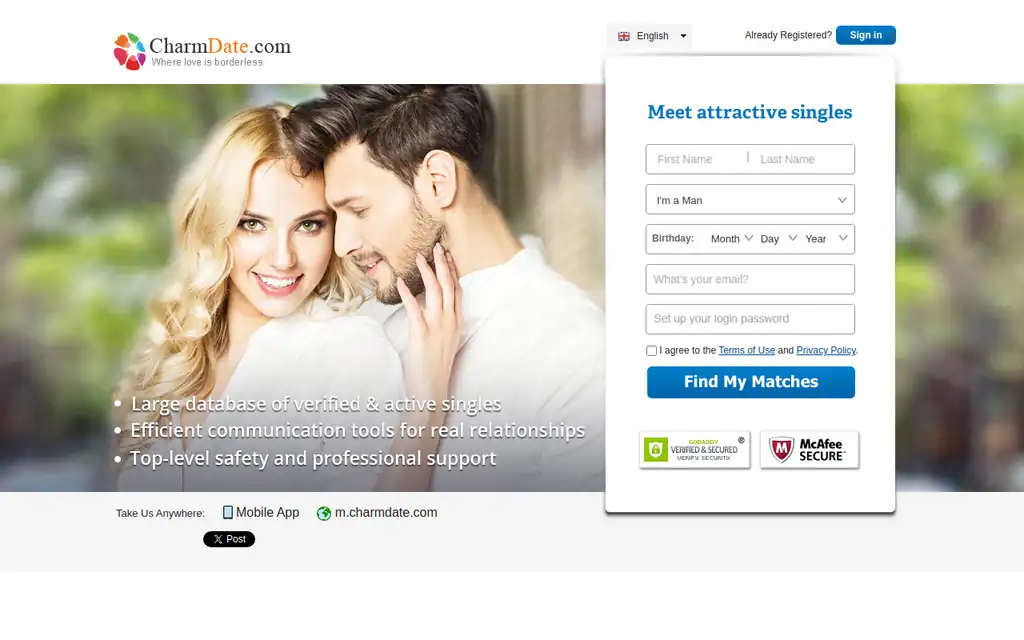 CharmDate.com
Where love is borderless
English
Already Registered?
Sign in
Meet attractive singles
First Name | Last Name
I'm a Man
Birthday: Month Day Year
What's your email?
Set up your login password
I agree to the Terms of Use and Privacy Policy.
Find My Matches
GODADDY
VERIFIED & SECURED
VERIFY SECURITY
McAfee
SECURE
• Large database of verified & active singles
• Efficient communication tools for real relationships
• Top-level safety and professional support
Take Us Anywhere: Mobile App m.charmdate.com
X Post